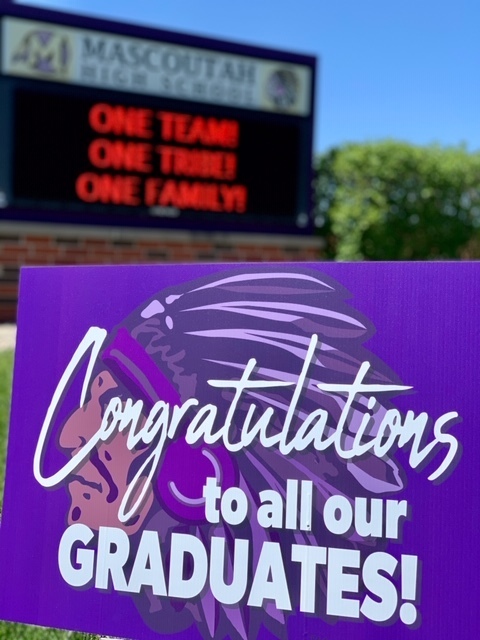 M
MASCOUTAH
HIGH SCHOOL
ONE TEAM!
ONE TRIBE!
ONE FAMILY!
Congratulations
to all our
GRADUATES!